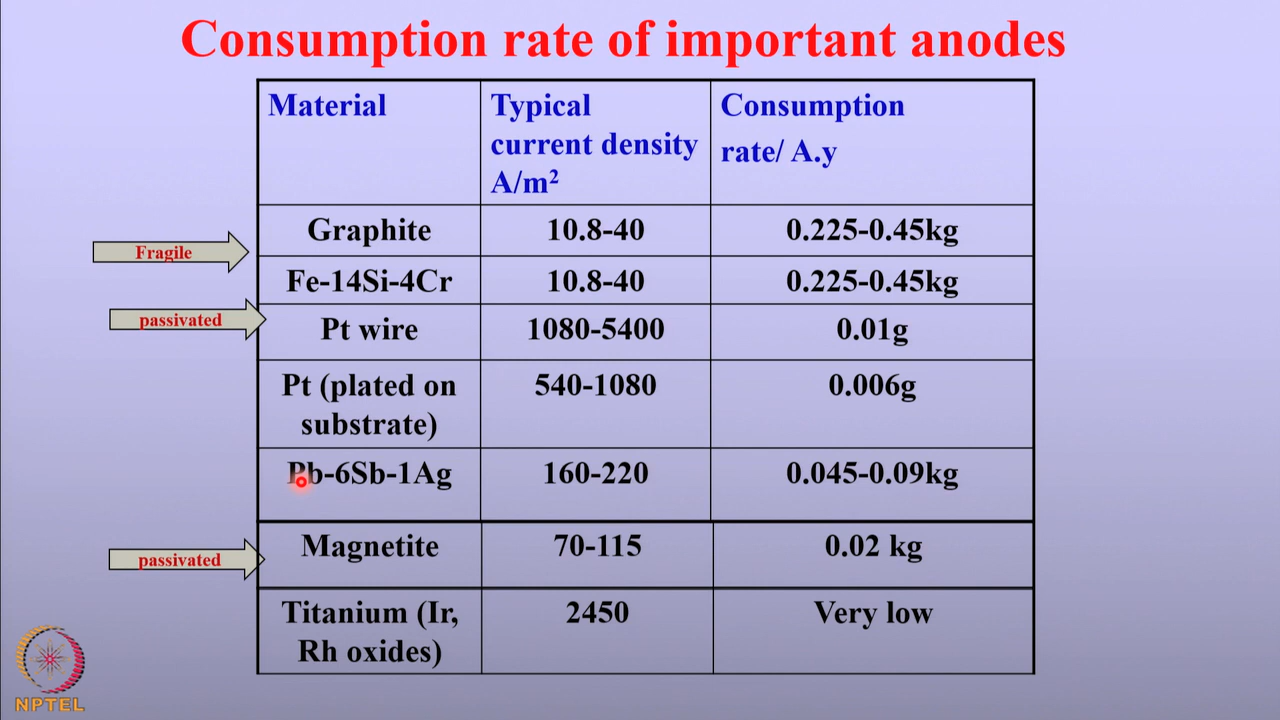 Consumption rate of important anodes
Material
Typical
current density
A/m²
Consumption
rate/ A.y
Graphite
10.8-40
0.225-0.45kg
Fragile
Fe-14Si-4Cr
10.8-40
0.225-0.45kg
passivated
Pt wire
1080-5400
0.01g
Pt (plated on
substrate)
540-1080
0.006g
Pb-6Sb-1Ag
160-220
0.045-0.09kg
passivated
Magnetite
70-115
0.02 kg
Titanium (Ir,
Rh oxides)
2450
Very low
NPTEL